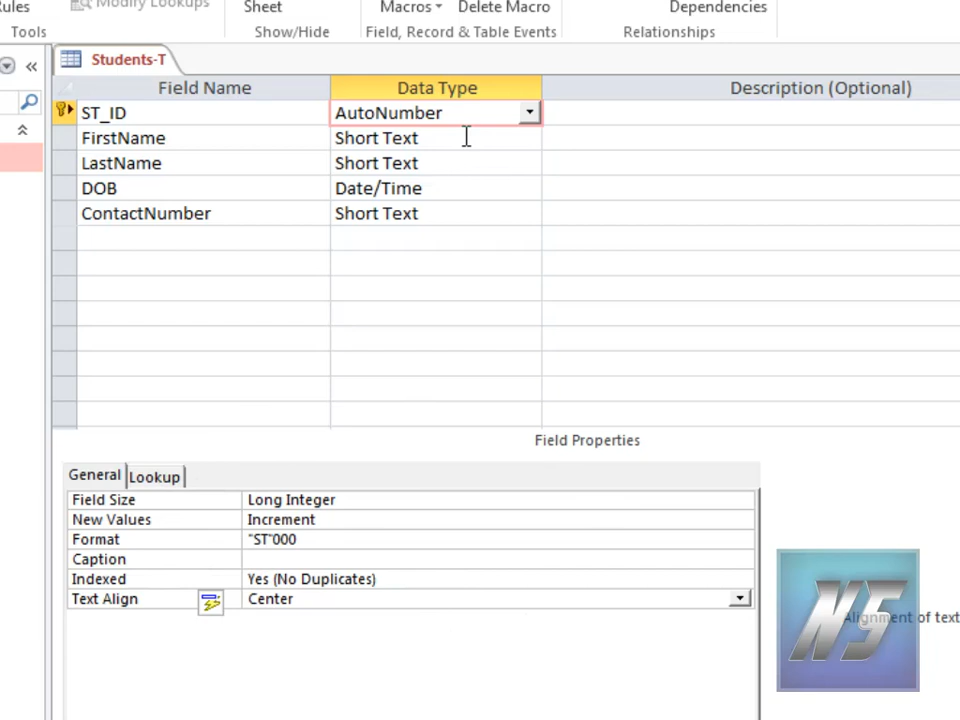 Rules
Modify Lookups
Sheet
Macros
Delete Macro
Dependencies
Tools
Show/Hide
Field, Record & Table Events
Relationships
Students-T
Field Name
Data Type
Description (Optional)
ST_ID
AutoNumber
FirstName
Short Text
LastName
Short Text
DOB
Date/Time
ContactNumber
Short Text
Field Properties
General
Lookup
Field Size
Long Integer
New Values
Increment
Format
"ST"000
Caption
Indexed
Yes (No Duplicates)
Text Align
Center
Alignment of text
NS